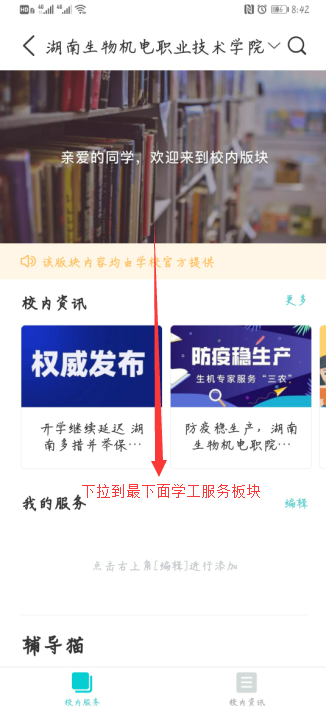 HD 46 46 8:42
湖南生物机电职业技术学院
亲爱的同学，欢迎来到校内版块
该版块内容均由学校官方提供
校内资讯 更多
权威发布
防疫稳生产
生机专家服务“三农”
开学继续延迟 湖南多措并举保…
防疫稳生产，湖南生物机电职院…
下拉到最下面学工服务板块
我的服务 编辑
点击右上角[编辑]进行添加
辅导猫
校内服务 校内资讯